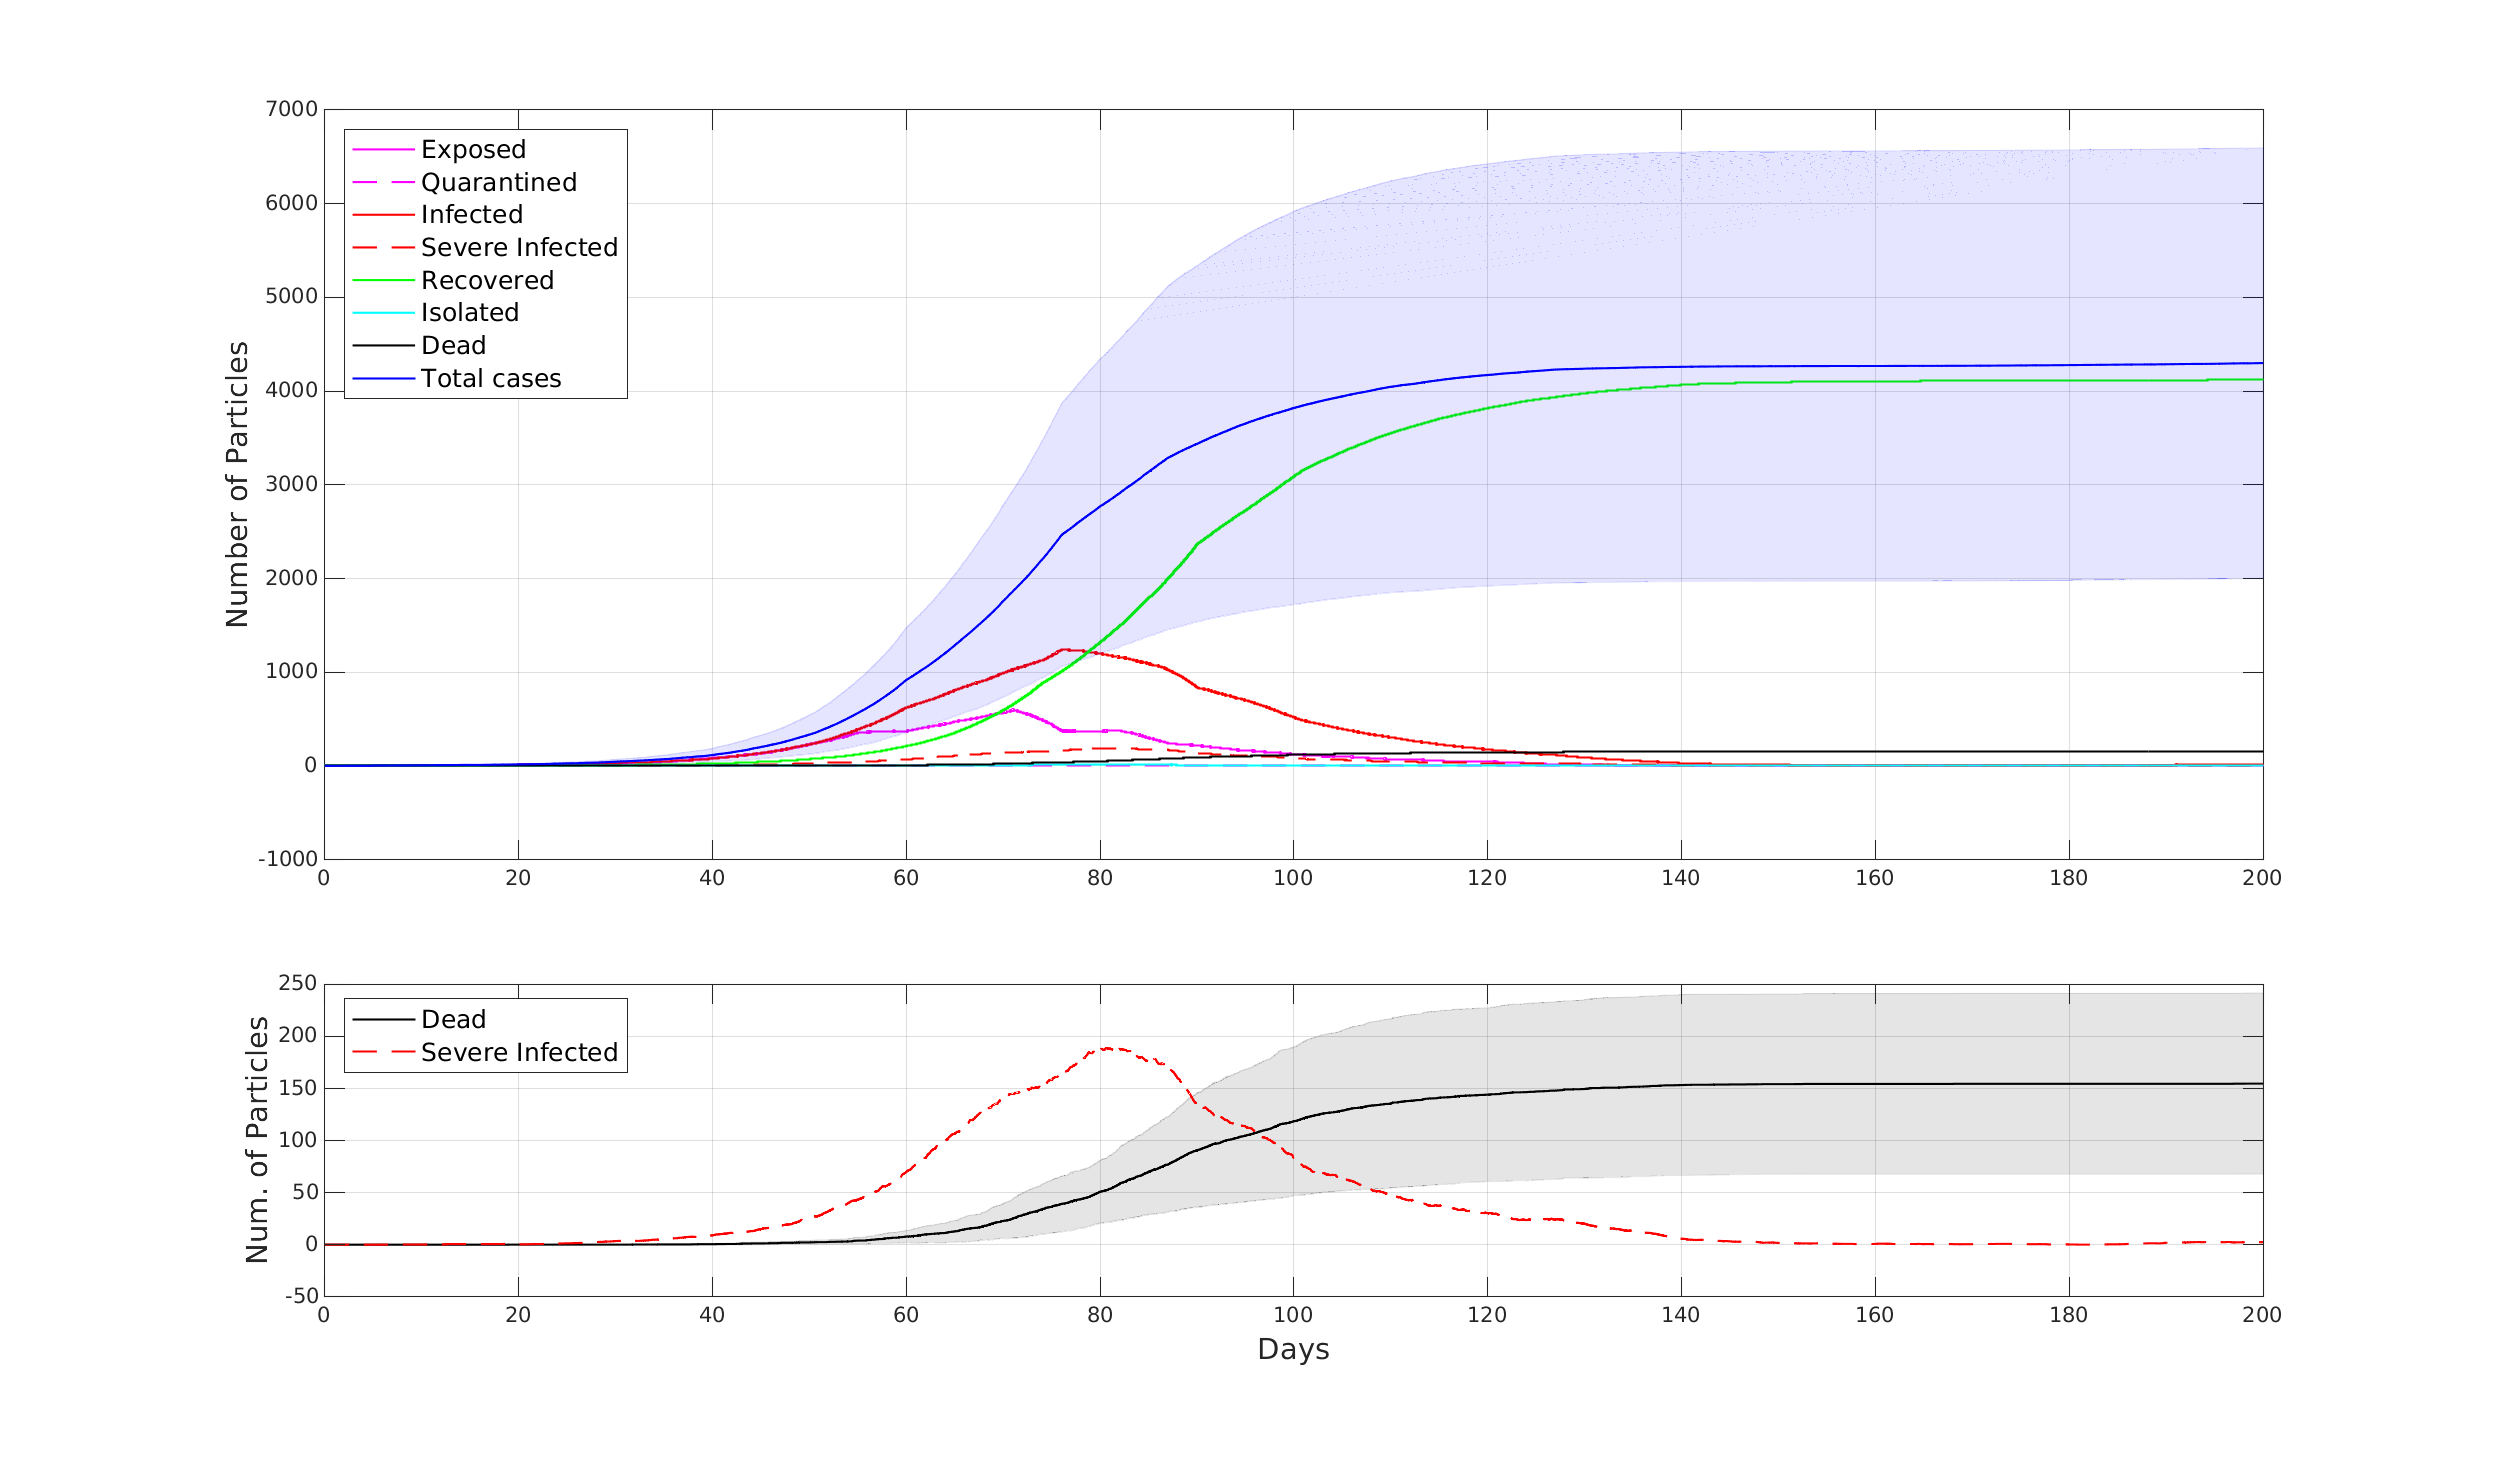 7000
6000
5000
4000
3000
2000
1000
0
-1000
Number of Particles
Exposed
Quarantined
Infected
Severe Infected
Recovered
Isolated
Dead
Total cases
0 20 40 60 80 100 120 140 160 180 200
250
200
150
100
50
0
-50
Num. of Particles
Dead
Severe Infected
0 20 40 60 80 100 120 140 160 180 200
Days